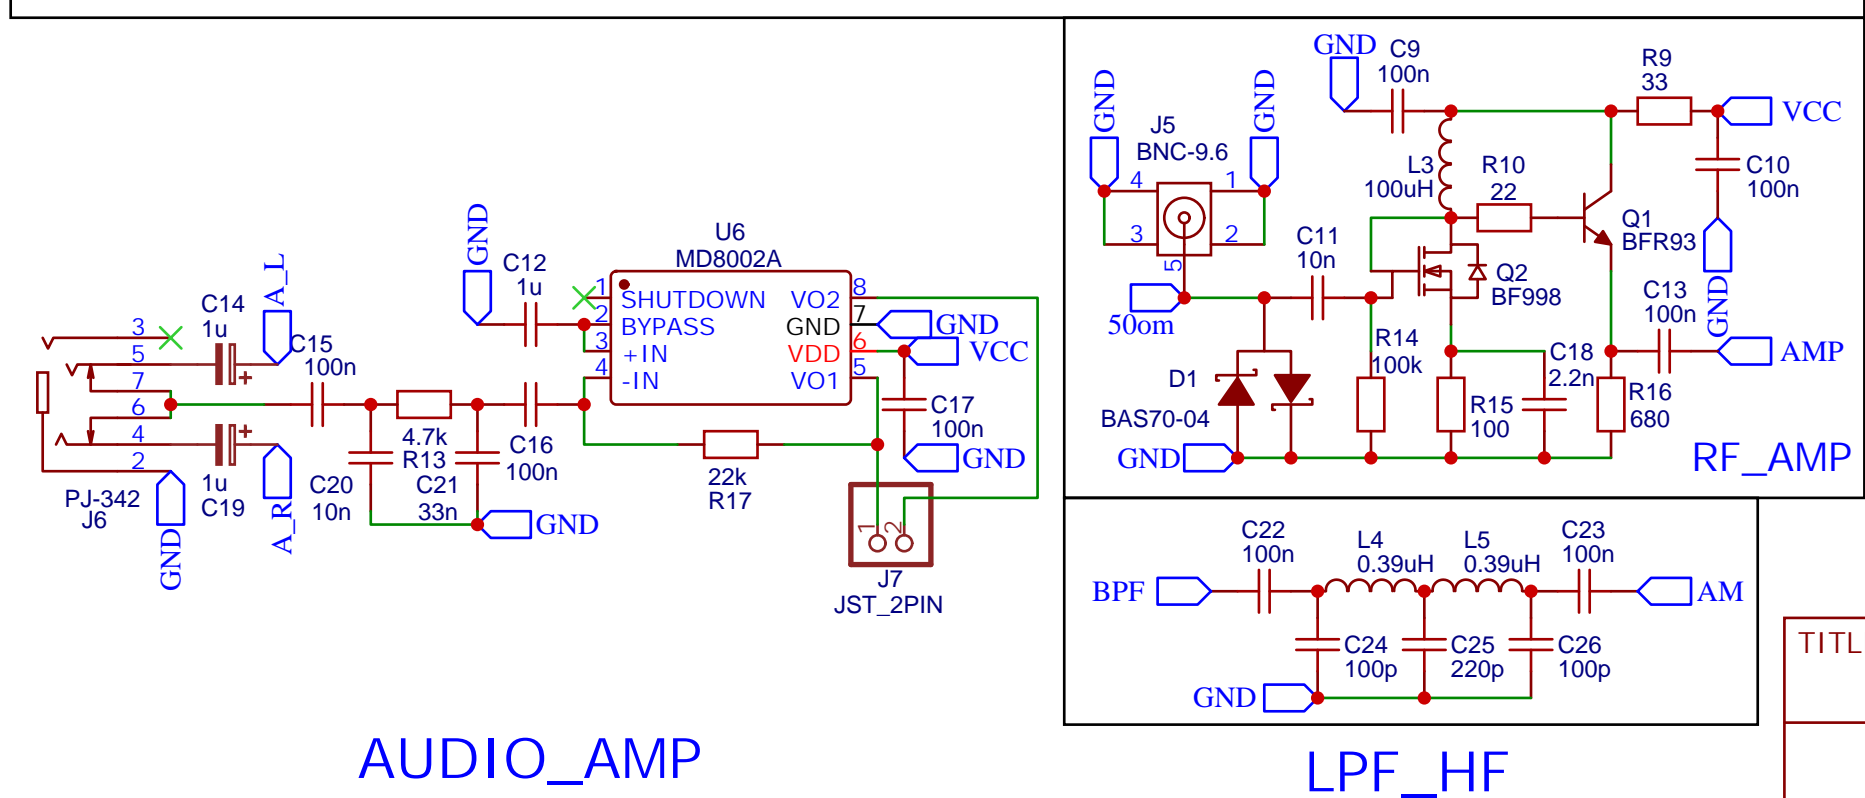 GND
C9
100n
R9
33
VCC
GND
GND
J5
BNC-9.6
4
1
3
2
5
L3
100uH
R10
22
C10
100n
Q1
BFR93
GND
C11
10n
Q2
BF998
50om
C13
100n
AMP
D1
BAS70-04
R14
100k
R15
100
C18
2.2n
R16
680
GND
RF_AMP
GND
C12
1u
U6
MD8002A
1
SHUTDOWN
2
BYPASS
3
+IN
4
-IN
VO2
8
GND
7
VDD
6
VO1
5
GND
VCC
C17
100n
GND
A_L
C14
1u
+
3
5
7
6
4
2
C15
100n
+
1u
C19
A_R
PJ-342
J6
GND
4.7k
R13
C20
10n
C21
33n
C16
100n
GND
22k
R17
1
2
J7
JST_2PIN
AUDIO_AMP
C22
100n
L4
0.39uH
L5
0.39uH
C23
100n
BPF
AM
C24
100p
C25
220p
C26
100p
GND
LPF_HF
TITL